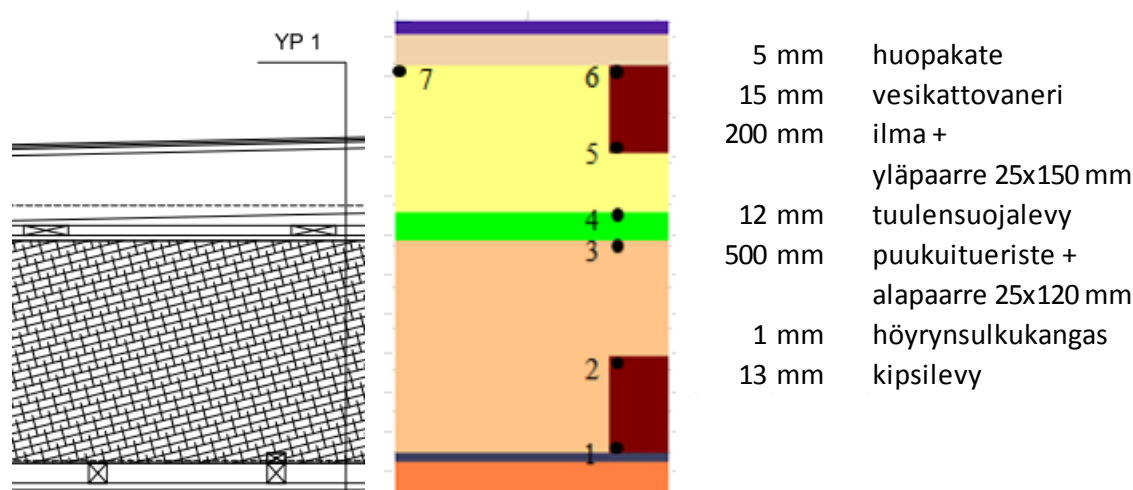 YP 1
7
6
5
4
3
2
1
5 mm huopakate
15 mm vesikattovaneri
200 mm ilma +
yläpaarre 25x150 mm
12 mm tuulensuojalevy
500 mm puukuitueriste +
alapaarre 25x120 mm
1 mm höyrynsulkukangas
13 mm kipsilevy